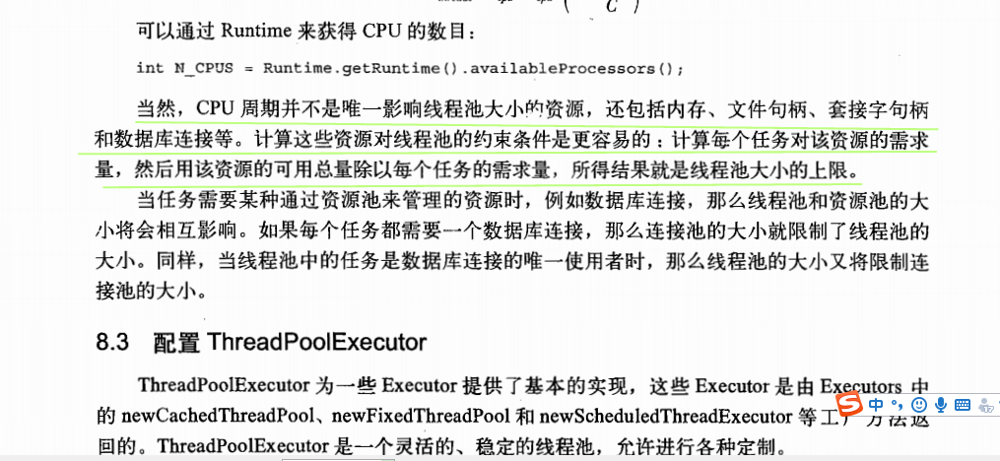 可以通过 Runtime 来获得 CPU 的数目：
int N_CPUS = Runtime.getRuntime().availableProcessors();
当然，CPU 周期并不是唯一影响线程池大小的资源，还包括内存、文件句柄、套接字句柄
和数据库连接等。计算这些资源对线程池的约束条件是更容易的：计算每个任务对该资源的需求
量，然后用该资源的可用总量除以每个任务的需求量，所得结果就是线程池大小的上限。
当任务需要某种通过资源池来管理的资源时，例如数据库连接，那么线程池和资源池的大
小将会相互影响。如果每个任务都需要一个数据库连接，那么连接池的大小就限制了线程池的
大小。同样，当线程池中的任务是数据库连接的唯一使用者时，那么线程池的大小又将限制连
接池的大小。
8.3 配置 ThreadPoolExecutor
ThreadPoolExecutor 为一些 Executor 提供了基本的实现，这些 Executor 是由 Executors 中
的 newCachedThreadPool、newFixedThreadPool 和 newScheduledThreadExecutor 等工 方法返
回的。ThreadPoolExecutor 是一个灵活的、稳定的线程池，允许进行各种定制。
中